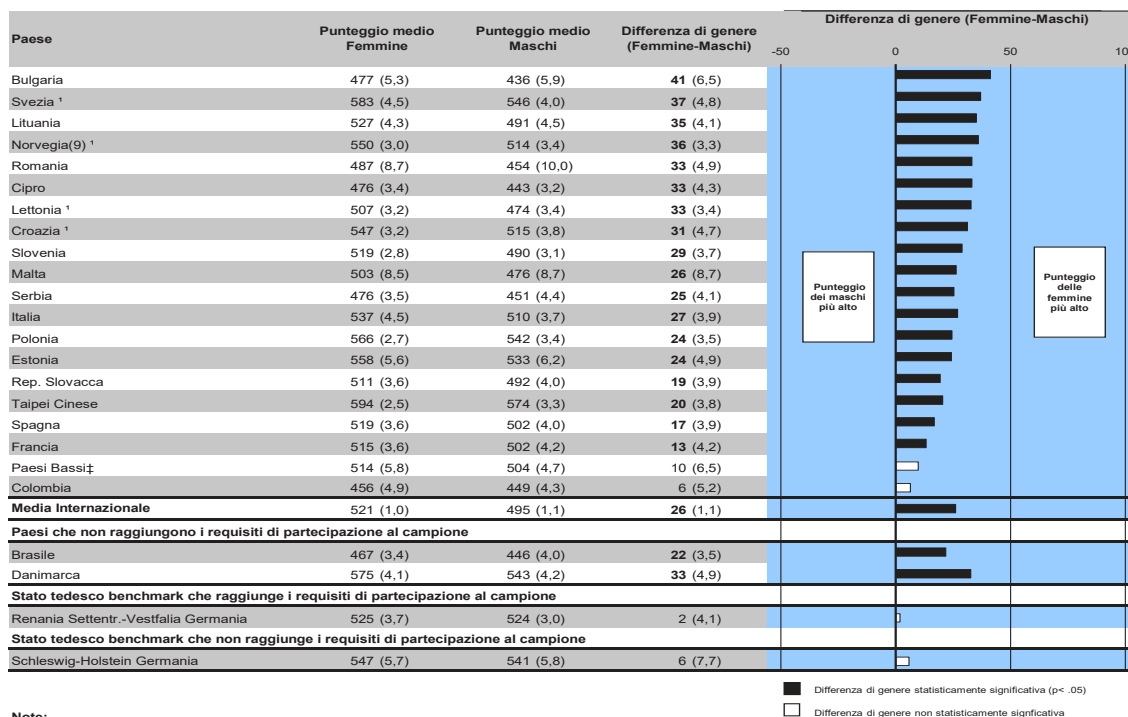 Paese Punteggio medio Femmine Punteggio medio Maschi Differenza di genere (Femmine-Maschi) Differenza di genere (Femmine-Maschi)
-50 0 50 10
Bulgaria 477 (5,3) 436 (5,9) 41 (6,5)
Svezia ¹ 583 (4,5) 546 (4,0) 37 (4,8)
Lituania 527 (4,3) 491 (4,5) 35 (4,1)
Norvegia(9) ¹ 550 (3,0) 514 (3,4) 36 (3,3)
Romania 487 (8,7) 454 (10,0) 33 (4,9)
Cipro 476 (3,4) 443 (3,2) 33 (4,3)
Lettonia ¹ 507 (3,2) 474 (3,4) 33 (3,4)
Croazia ¹ 547 (3,2) 515 (3,8) 31 (4,7)
Slovenia 519 (2,8) 490 (3,1) 29 (3,7)
Malta 503 (8,5) 476 (8,7) 26 (8,7)
Serbia 476 (3,5) 451 (4,4) 25 (4,1)
Italia 537 (4,5) 510 (3,7) 27 (3,9)
Polonia 566 (2,7) 542 (3,4) 24 (3,5)
Estonia 558 (5,6) 533 (6,2) 24 (4,9)
Rep. Slovacca 511 (3,6) 492 (4,0) 19 (3,9)
Taipei Cinese 594 (2,5) 574 (3,3) 20 (3,8)
Spagna 519 (3,6) 502 (4,0) 17 (3,9)
Francia 515 (3,6) 502 (4,2) 13 (4,2)
Paesi Bassi‡ 514 (5,8) 504 (4,7) 10 (6,5)
Colombia 456 (4,9) 449 (4,3) 6 (5,2)
Media Internazionale 521 (1,0) 495 (1,1) 26 (1,1)
Paesi che non raggiungono i requisiti di partecipazione al campione
Brasile 467 (3,4) 446 (4,0) 22 (3,5)
Danimarca 575 (4,1) 543 (4,2) 33 (4,9)
Stato tedesco benchmark che raggiunge i requisiti di partecipazione al campione
Renania Settentr.-Vestfalia Germania 525 (3,7) 524 (3,0) 2 (4,1)
Stato tedesco benchmark che non raggiunge i requisiti di partecipazione al campione
Schleswig-Holstein Germania 547 (5,7) 541 (5,8) 6 (7,7)
Punteggio
dei maschi
più alto
Punteggio
delle
femmine
più alto
Differenza di genere statisticamente significativa (p< .05)
Differenza di genere non statisticamente signficativa
Note: